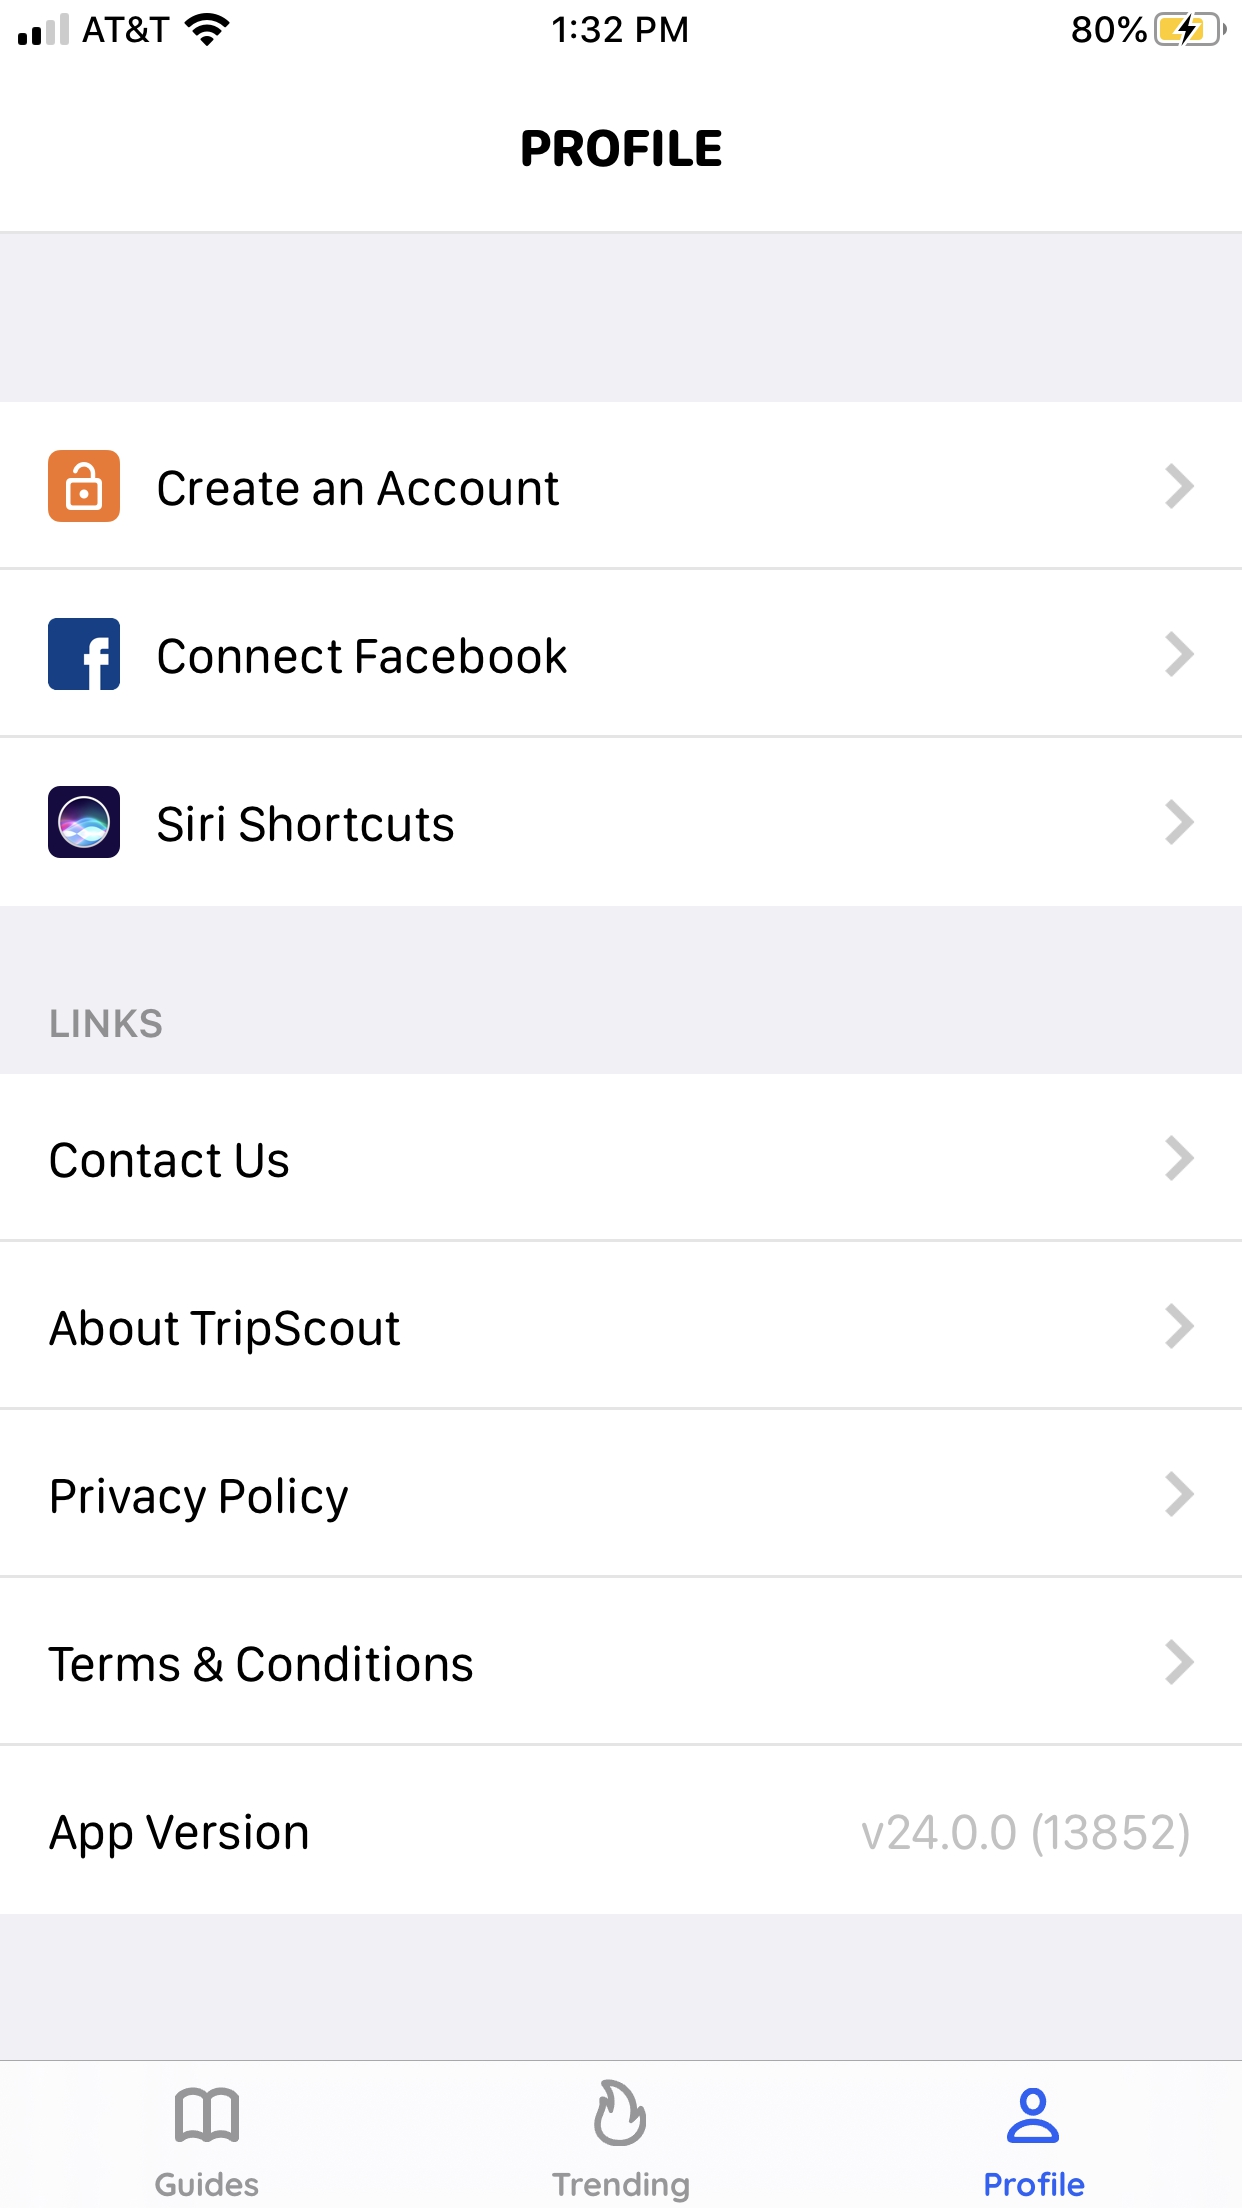 AT&T 1:32 PM 80%
PROFILE
Create an Account
Connect Facebook
Siri Shortcuts
LINKS
Contact Us
About TripScout
Privacy Policy
Terms & Conditions
App Version v24.0.0 (13852)
Guides Trending Profile